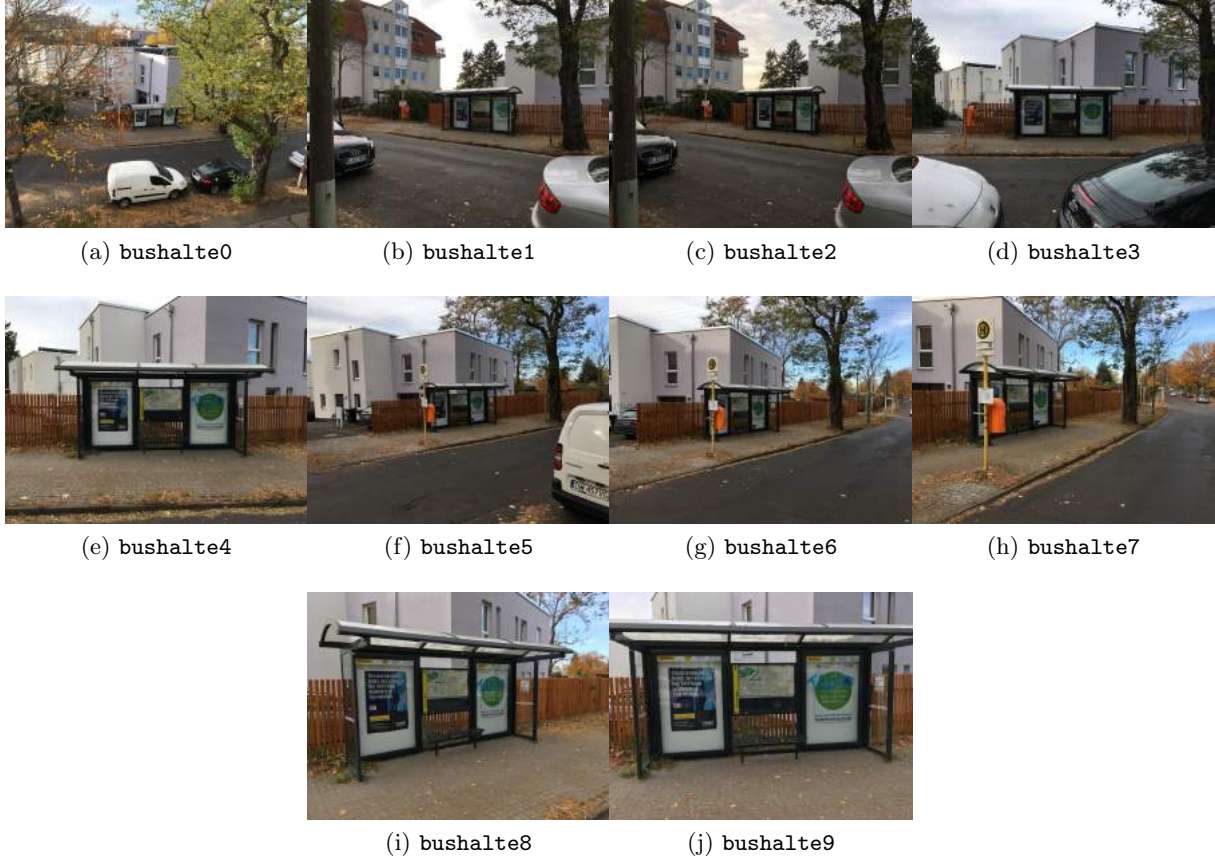 (a) bushalte0
(b) bushalte1
(c) bushalte2
(d) bushalte3
(e) bushalte4
(f) bushalte5
(g) bushalte6
(h) bushalte7
(i) bushalte8
(j) bushalte9